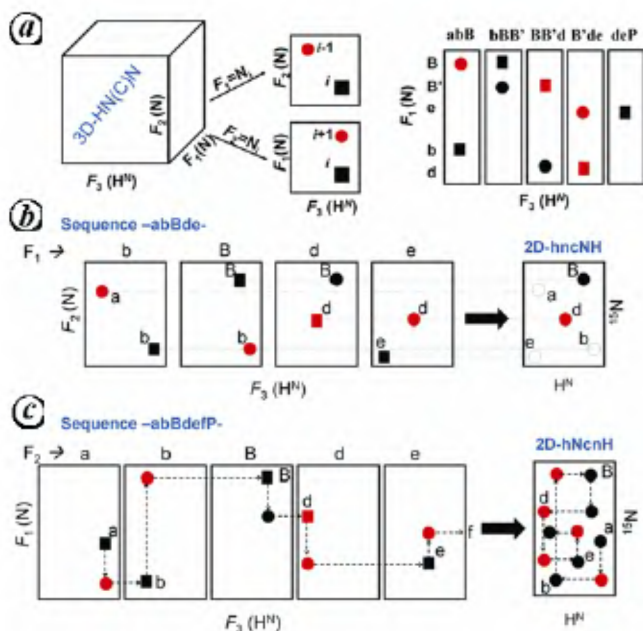 a
3D-HN(C)N
F2 (N)
F1(N)
F3 (HN)
F1=Ni
F2=Ni
F2(N)
i-1
i
F1(N)
i+1
i
F3 (HN)
abB bBB' BB'd B'de deP
F1 (N)
B
B'
e
b
d
F3 (HN)
b
Sequence –abBde-
F1 → b B d e
F2(N)
a
b
B
b
B
d
d
e
F3 (HN)
2D-hncNH
B
a
d
e
b
15N
HN
c
Sequence –abBdefP-
F2 → a b B d e
F1 (N)
a
b
B
d
e
f
F3 (HN)
2D-hNcnH
B
d
a
e
b
15N
HN